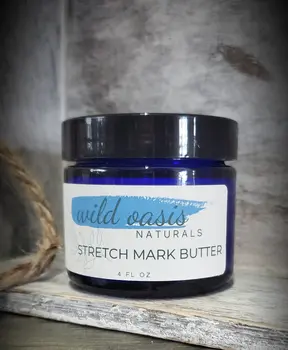 wild oasis
NATURALS
STRETCH MARK BUTTER
4 FL OZ